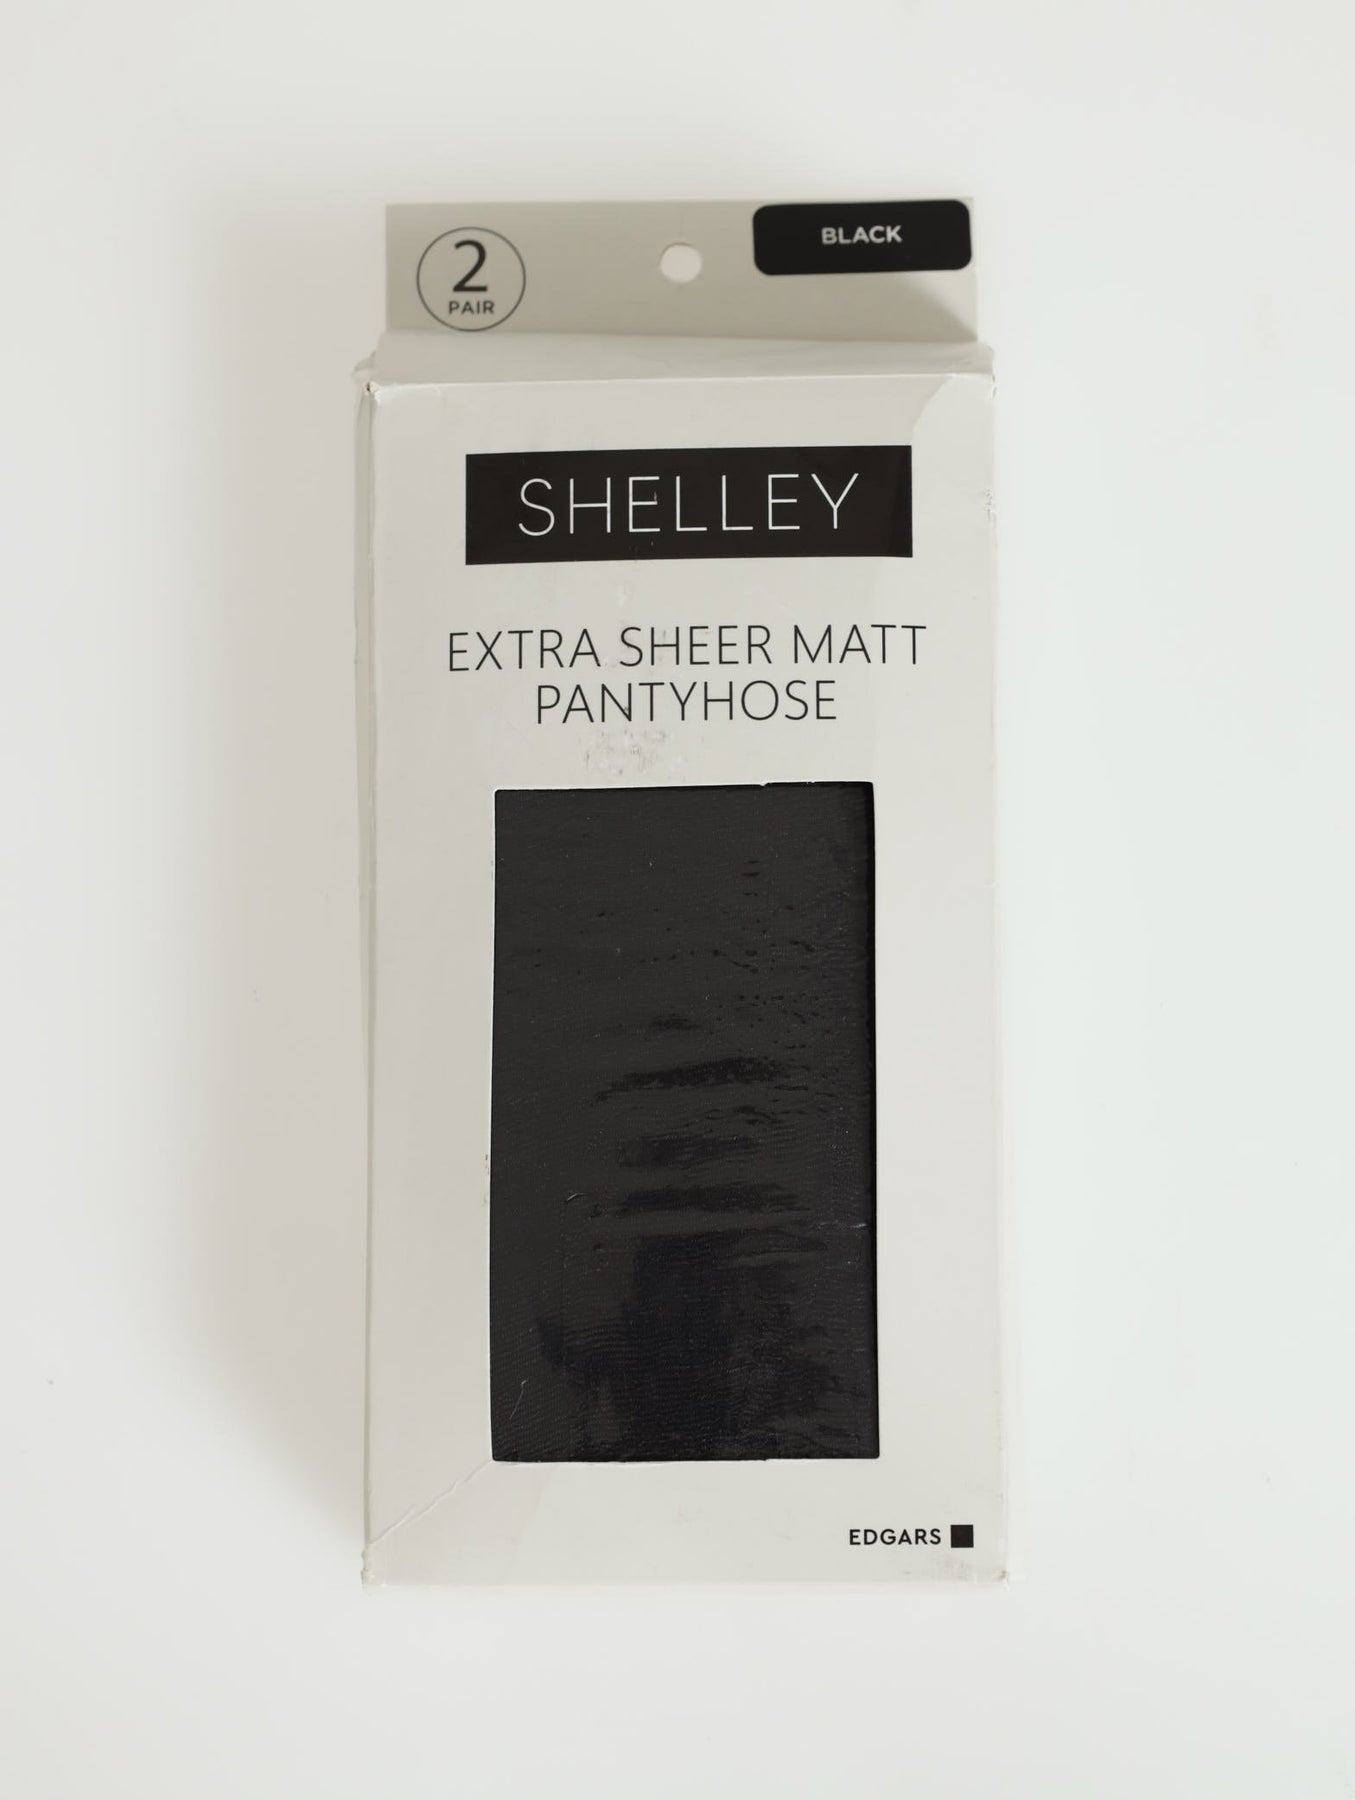 2
PAIR
BLACK
SHELLEY
EXTRA SHEER MATT
PANTYHOSE
EDGARS